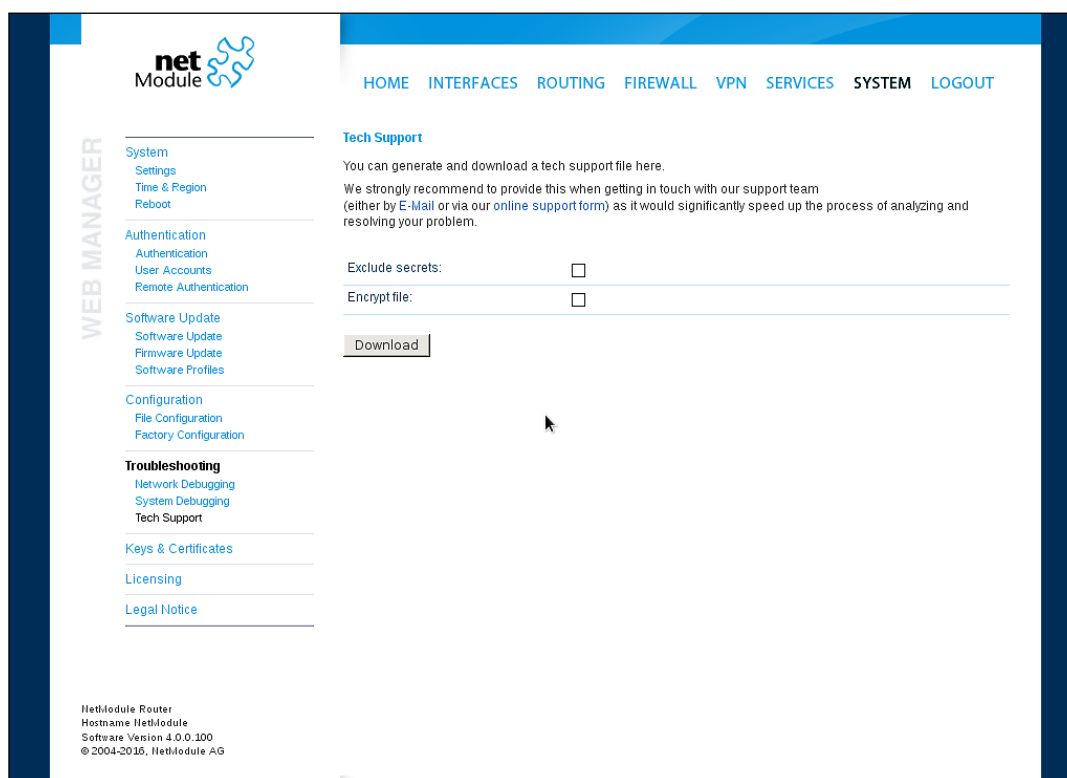 net
Module
HOME INTERFACES ROUTING FIREWALL VPN SERVICES SYSTEM LOGOUT
WEB MANAGER
System
Settings
Time & Region
Reboot
Authentication
Authentication
User Accounts
Remote Authentication
Software Update
Software Update
Firmware Update
Software Profiles
Configuration
File Configuration
Factory Configuration
Troubleshooting
Network Debugging
System Debugging
Tech Support
Keys & Certificates
Licensing
Legal Notice
Tech Support
You can generate and download a tech support file here.
We strongly recommend to provide this when getting in touch with our support team
(either by E-Mail or via our online support form) as it would significantly speed up the process of analyzing and
resolving your problem.
Exclude secrets:
Encrypt file:
Download
NetModule Router
Hostname NetModule
Software Version 4.0.0.100
© 2004-2016, NetModule AG